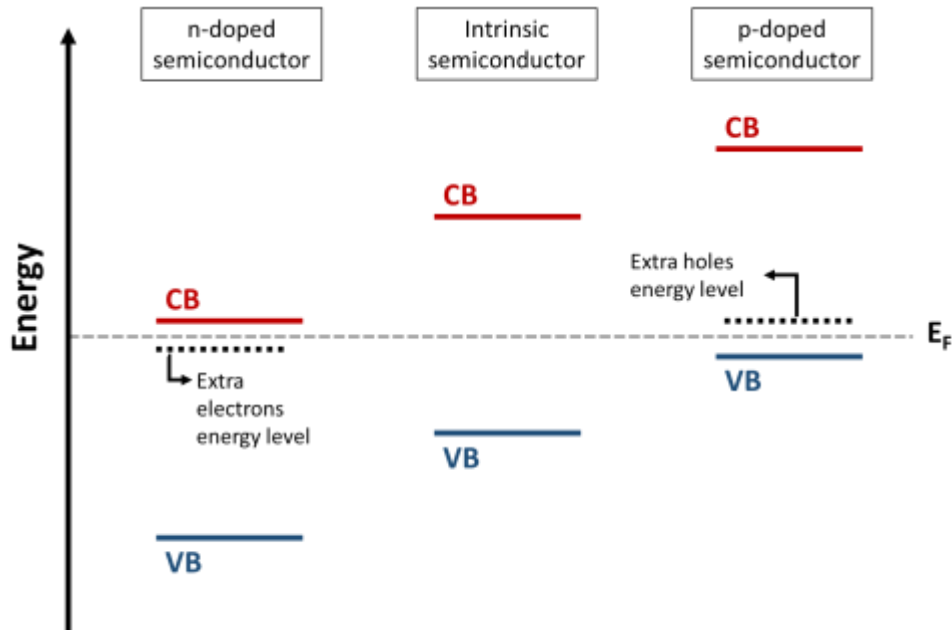 n-doped
semiconductor
Intrinsic
semiconductor
p-doped
semiconductor
CB
CB
CB
Extra holes
energy level
Energy
E_F
Extra
electrons
energy level
VB
VB
VB